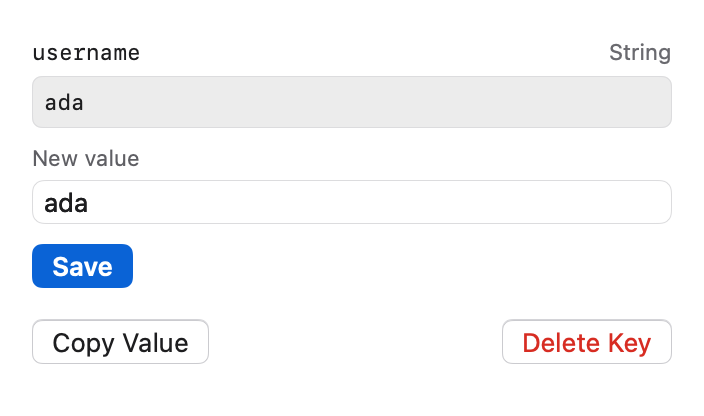 username String
ada
New value
ada
Save
Copy Value Delete Key